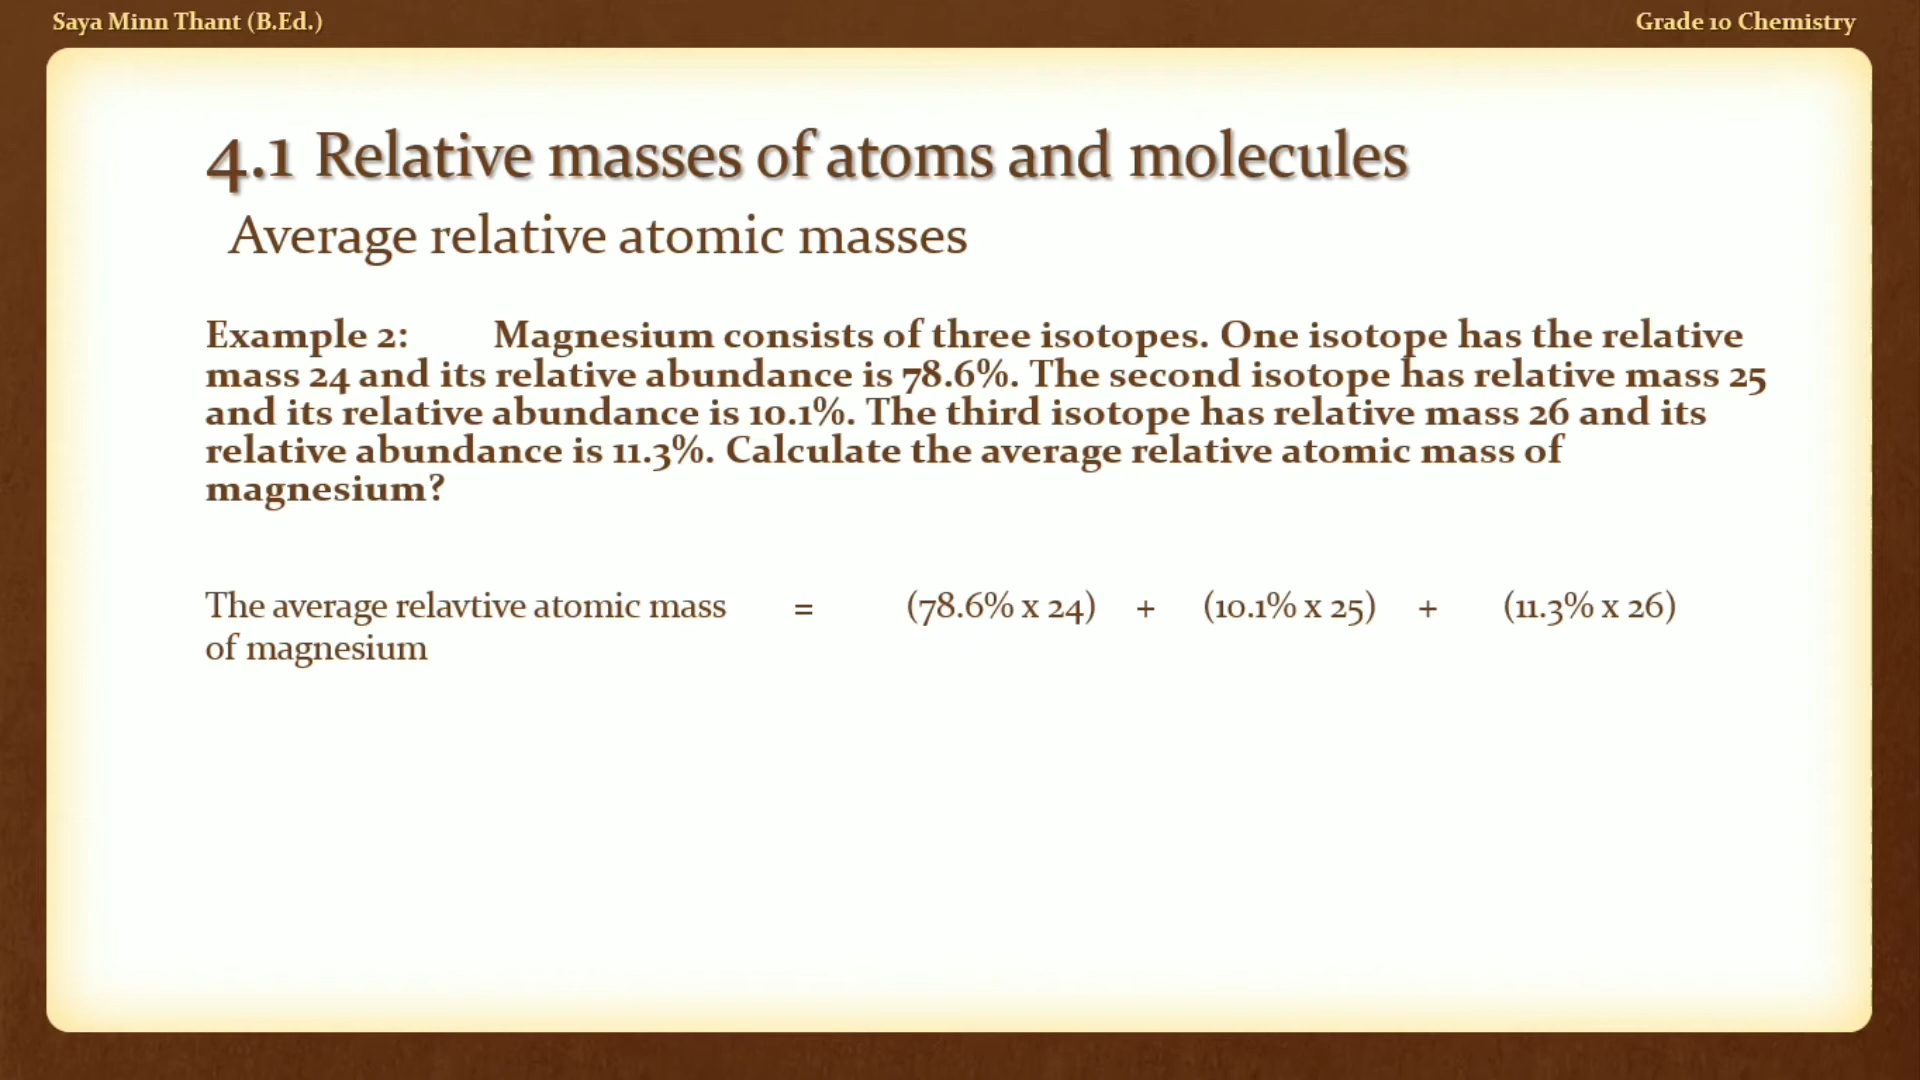 Saya Minn Thant (B.Ed.)
Grade 10 Chemistry
4.1 Relative masses of atoms and molecules
Average relative atomic masses
Example 2: Magnesium consists of three isotopes. One isotope has the relative
mass 24 and its relative abundance is 78.6%. The second isotope has relative mass 25
and its relative abundance is 10.1%. The third isotope has relative mass 26 and its
relative abundance is 11.3%. Calculate the average relative atomic mass of
magnesium?
The average relavtive atomic mass = (78.6% x 24) + (10.1% x 25) + (11.3% x 26)
of magnesium